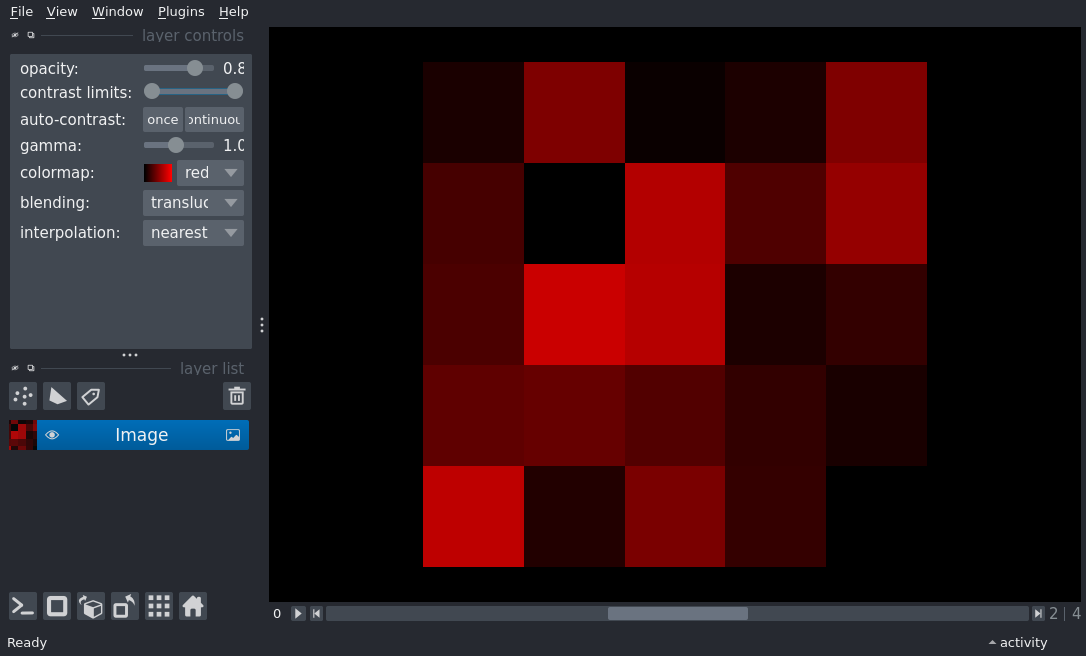 File View Window Plugins Help
layer controls
opacity: 0.8
contrast limits:
auto-contrast: once ontinuou
gamma: 1.0
colormap: red
blending: transluc
interpolation: nearest
layer list
Image
0 2 | 4
Ready activity